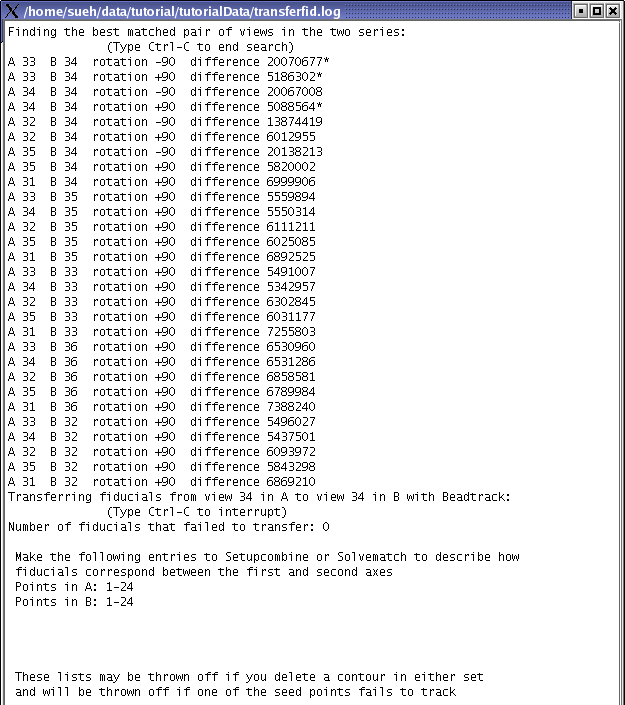 /home/sueh/data/tutorial/tutorialData/transferfid.log
Finding the best matched pair of views in the two series:
(Type Ctrl-C to end search)
A 33 B 34 rotation -90 difference 20070677*
A 33 B 34 rotation +90 difference 5186302*
A 34 B 34 rotation -90 difference 20067008
A 34 B 34 rotation +90 difference 5088564*
A 32 B 34 rotation -90 difference 13874419
A 32 B 34 rotation +90 difference 6012955
A 35 B 34 rotation -90 difference 20138213
A 35 B 34 rotation +90 difference 5820002
A 31 B 34 rotation +90 difference 6999906
A 33 B 35 rotation +90 difference 5559894
A 34 B 35 rotation +90 difference 5550314
A 32 B 35 rotation +90 difference 6111211
A 35 B 35 rotation +90 difference 6025085
A 31 B 35 rotation +90 difference 6892525
A 33 B 33 rotation +90 difference 5491007
A 34 B 33 rotation +90 difference 5342957
A 32 B 33 rotation +90 difference 6302845
A 35 B 33 rotation +90 difference 6031177
A 31 B 33 rotation +90 difference 7255803
A 33 B 36 rotation +90 difference 6530960
A 34 B 36 rotation +90 difference 6531286
A 32 B 36 rotation +90 difference 6858581
A 35 B 36 rotation +90 difference 6789984
A 31 B 36 rotation +90 difference 7388240
A 33 B 32 rotation +90 difference 5496027
A 34 B 32 rotation +90 difference 5437501
A 32 B 32 rotation +90 difference 6093972
A 35 B 32 rotation +90 difference 5843298
A 31 B 32 rotation +90 difference 6869210
Transferring fiducials from view 34 in A to view 34 in B with Beadtrack:
(Type Ctrl-C to interrupt)
Number of fiducials that failed to transfer: 0
Make the following entries to Setupcombine or Solvematch to describe how
fiducials correspond between the first and second axes
Points in A: 1-24
Points in B: 1-24
These lists may be thrown off if you delete a contour in either set
and will be thrown off if one of the seed points fails to track